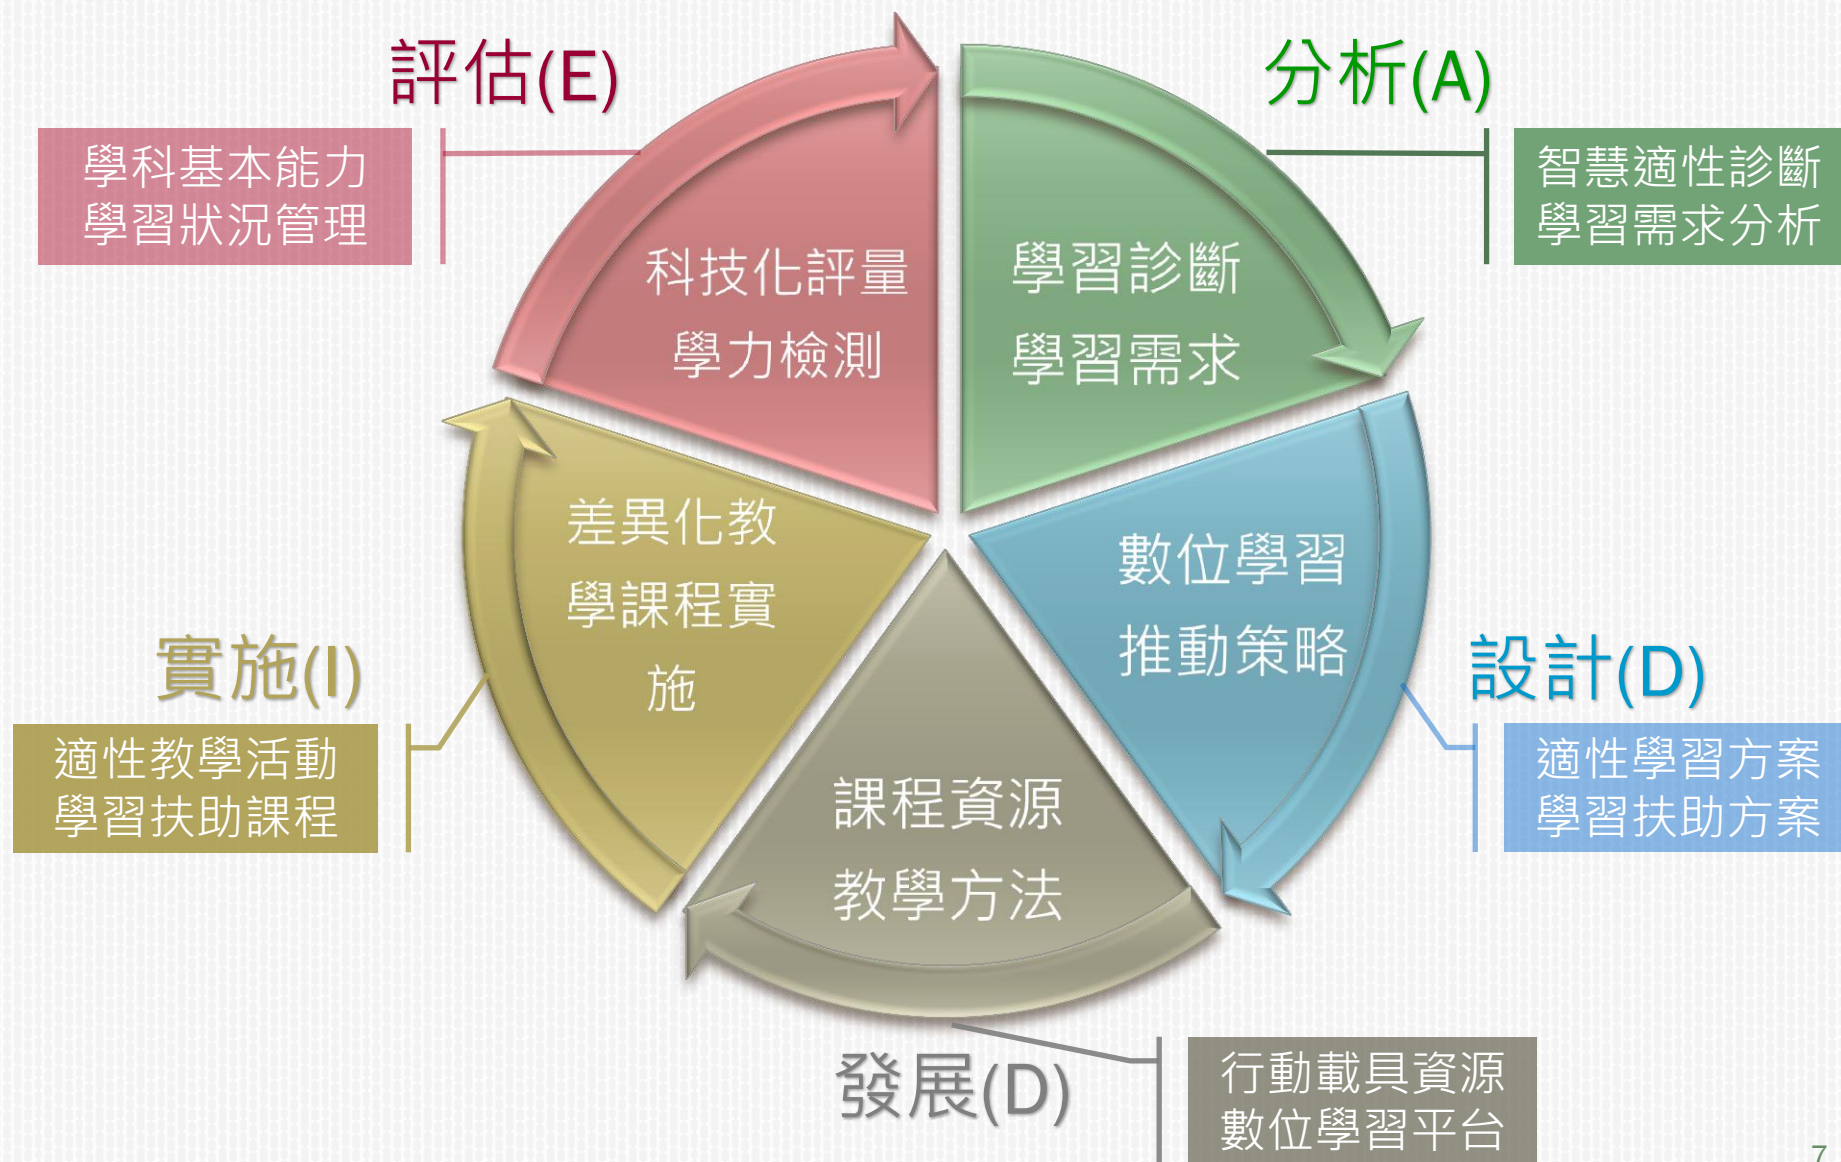 評估(E)
學科基本能力
學習狀況管理
科技化評量
學力檢測
分析(A)
智慧適性診斷
學習需求分析
學習診斷
學習需求
設計(D)
適性學習方案
學習扶助方案
數位學習
推動策略
發展(D)
行動載具資源
數位學習平台
課程資源
教學方法
實施(I)
適性教學活動
學習扶助課程
差異化教
學課程實
施
7